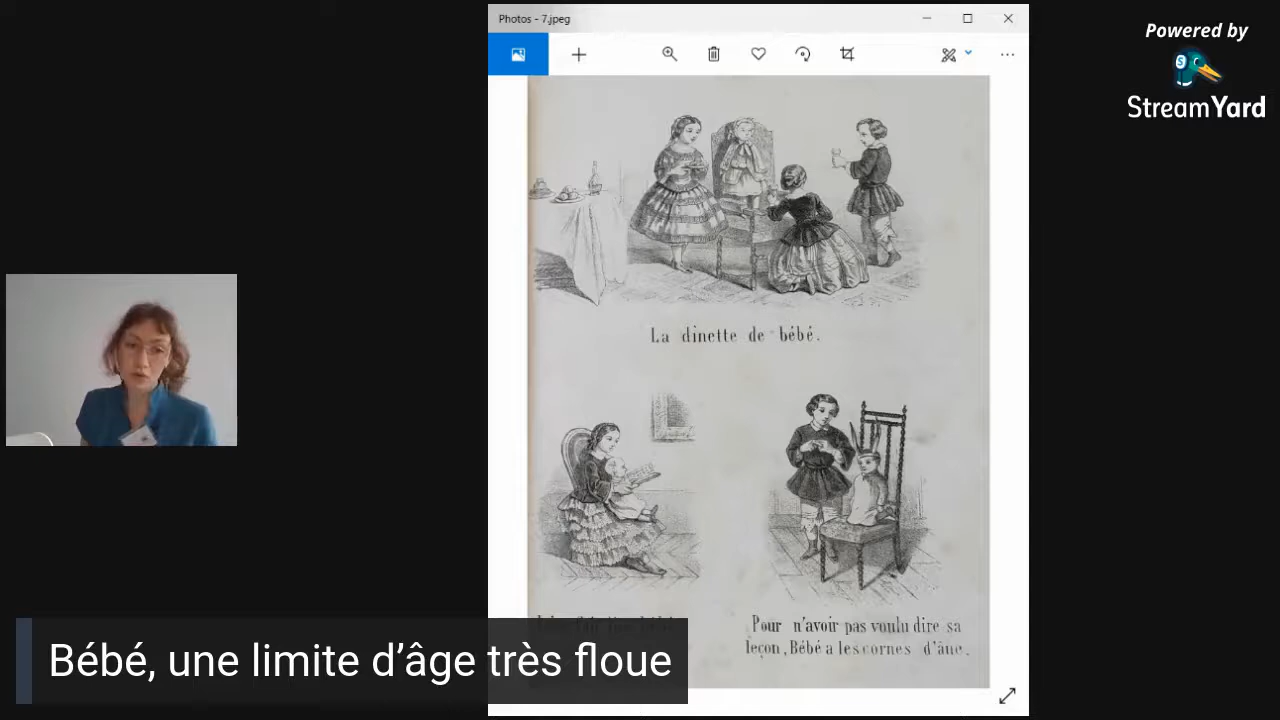 Photos - 7.jpeg
Powered by
StreamYard
La dinette de bébé.
Pour n'avoir pas voulu dire sa
leçon, Bébé a les cornes d'âne.
Bébé, une limite d'âge très floue